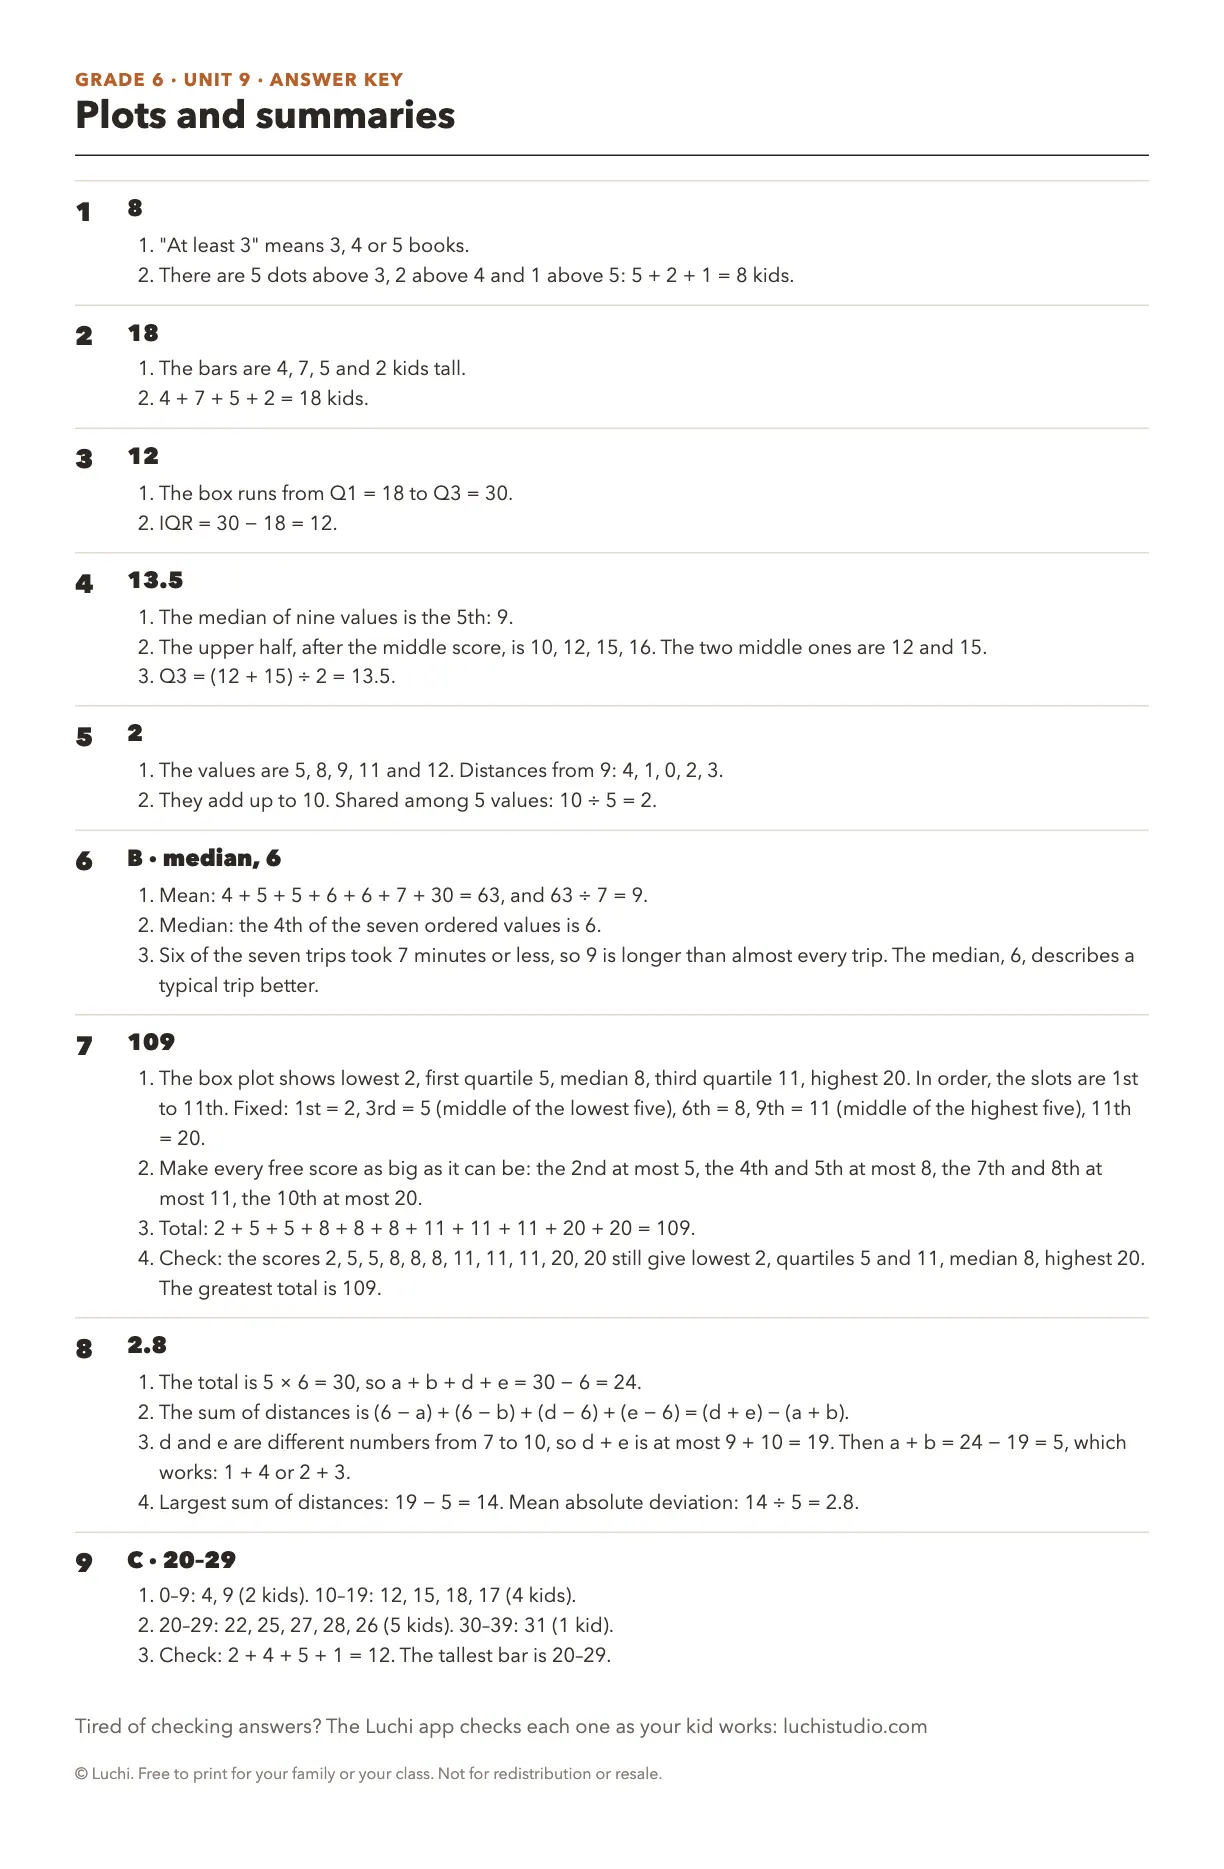 GRADE 6 · UNIT 9 · ANSWER KEY
Plots and summaries
1 8
1. "At least 3" means 3, 4 or 5 books.
2. There are 5 dots above 3, 2 above 4 and 1 above 5: 5 + 2 + 1 = 8 kids.
2 18
1. The bars are 4, 7, 5 and 2 kids tall.
2. 4 + 7 + 5 + 2 = 18 kids.
3 12
1. The box runs from Q1 = 18 to Q3 = 30.
2. IQR = 30 − 18 = 12.
4 13.5
1. The median of nine values is the 5th: 9.
2. The upper half, after the middle score, is 10, 12, 15, 16. The two middle ones are 12 and 15.
3. Q3 = (12 + 15) ÷ 2 = 13.5.
5 2
1. The values are 5, 8, 9, 11 and 12. Distances from 9: 4, 1, 0, 2, 3.
2. They add up to 10. Shared among 5 values: 10 ÷ 5 = 2.
6 B · median, 6
1. Mean: 4 + 5 + 5 + 6 + 6 + 7 + 30 = 63, and 63 ÷ 7 = 9.
2. Median: the 4th of the seven ordered values is 6.
3. Six of the seven trips took 7 minutes or less, so 9 is longer than almost every trip. The median, 6, describes a
typical trip better.
7 109
1. The box plot shows lowest 2, first quartile 5, median 8, third quartile 11, highest 20. In order, the slots are 1st
to 11th. Fixed: 1st = 2, 3rd = 5 (middle of the lowest five), 6th = 8, 9th = 11 (middle of the highest five), 11th
= 20.
2. Make every free score as big as it can be: the 2nd at most 5, the 4th and 5th at most 8, the 7th and 8th at
most 11, the 10th at most 20.
3. Total: 2 + 5 + 5 + 8 + 8 + 8 + 11 + 11 + 11 + 20 + 20 = 109.
4. Check: the scores 2, 5, 5, 8, 8, 8, 11, 11, 11, 20, 20 still give lowest 2, quartiles 5 and 11, median 8, highest 20.
The greatest total is 109.
8 2.8
1. The total is 5 × 6 = 30, so a + b + d + e = 30 − 6 = 24.
2. The sum of distances is (6 − a) + (6 − b) + (d − 6) + (e − 6) = (d + e) − (a + b).
3. d and e are different numbers from 7 to 10, so d + e is at most 9 + 10 = 19. Then a + b = 24 − 19 = 5, which
works: 1 + 4 or 2 + 3.
4. Largest sum of distances: 19 − 5 = 14. Mean absolute deviation: 14 ÷ 5 = 2.8.
9 C · 20–29
1. 0–9: 4, 9 (2 kids). 10–19: 12, 15, 18, 17 (4 kids).
2. 20–29: 22, 25, 27, 28, 26 (5 kids). 30–39: 31 (1 kid).
3. Check: 2 + 4 + 5 + 1 = 12. The tallest bar is 20–29.
Tired of checking answers? The Luchi app checks each one as your kid works: luchistudio.com
© Luchi. Free to print for your family or your class. Not for redistribution or resale.